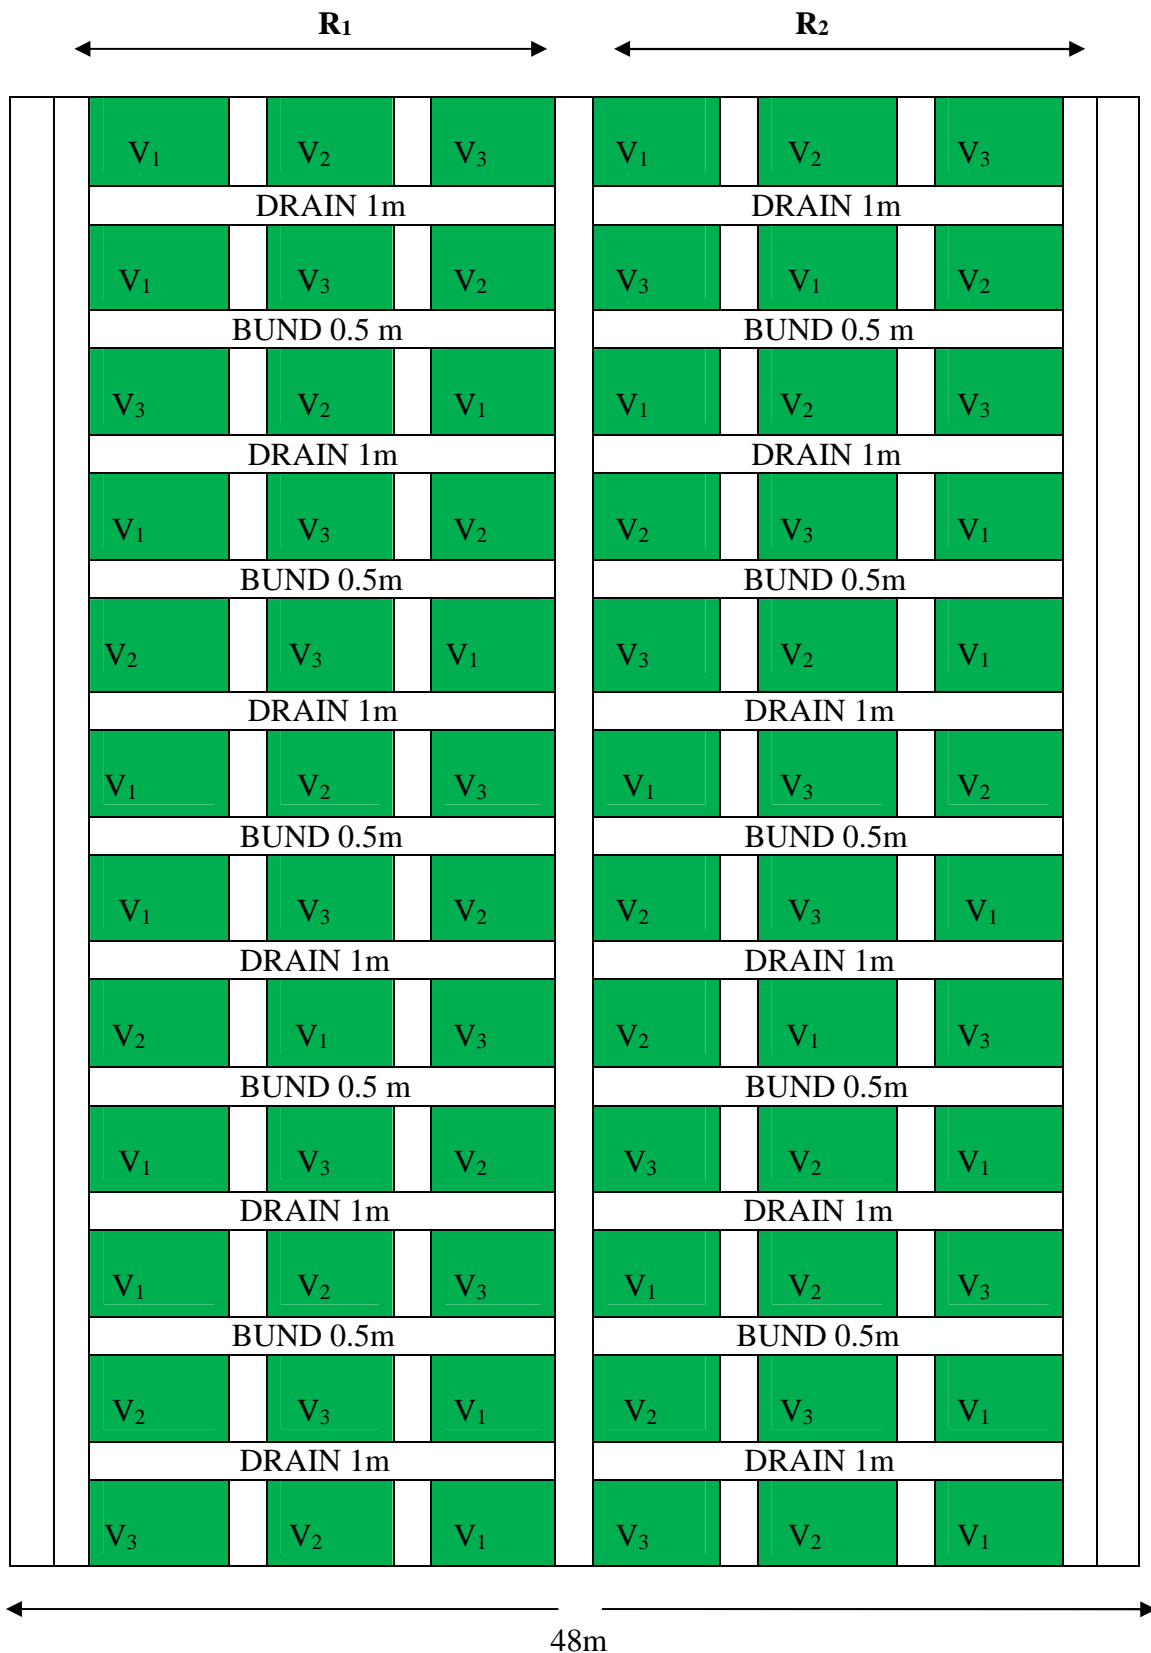 R₁ R₂
V₁ V₂ V₃ V₁ V₂ V₃
DRAIN 1m DRAIN 1m
V₁ V₃ V₂ V₃ V₁ V₂
BUND 0.5 m BUND 0.5 m
V₃ V₂ V₁ V₁ V₂ V₃
DRAIN 1m DRAIN 1m
V₁ V₃ V₂ V₂ V₃ V₁
BUND 0.5m BUND 0.5m
V₂ V₃ V₁ V₃ V₂ V₁
DRAIN 1m DRAIN 1m
V₁ V₂ V₃ V₁ V₃ V₂
BUND 0.5m BUND 0.5m
V₁ V₃ V₂ V₂ V₃ V₁
DRAIN 1m DRAIN 1m
V₂ V₁ V₃ V₂ V₁ V₃
BUND 0.5 m BUND 0.5m
V₁ V₃ V₂ V₃ V₂ V₁
DRAIN 1m DRAIN 1m
V₁ V₂ V₃ V₁ V₂ V₃
BUND 0.5m BUND 0.5m
V₂ V₃ V₁ V₂ V₃ V₁
DRAIN 1m DRAIN 1m
V₃ V₂ V₁ V₃ V₂ V₁
48m